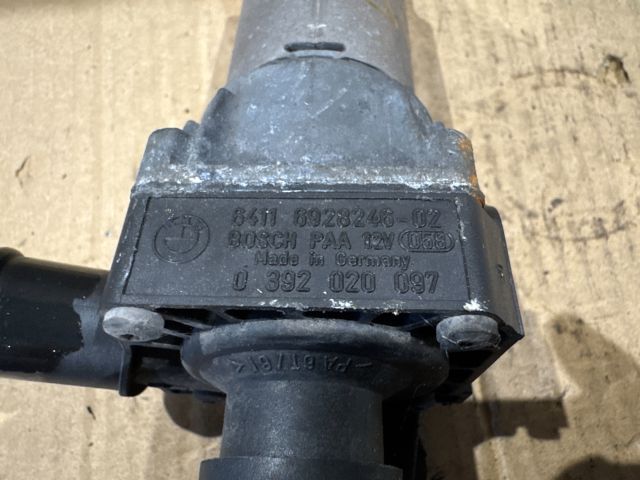 6411 6928246-02
BOSCH PAA 12V
Made in Germany
0 392 020 097